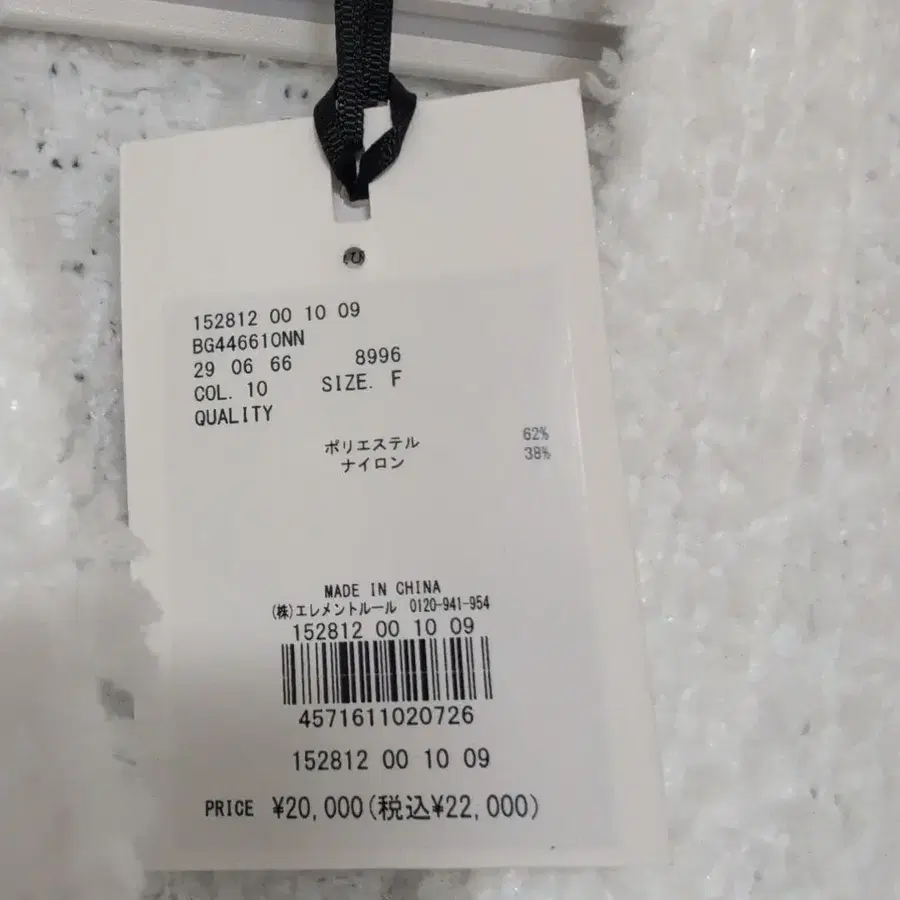 152812 00 10 09
BG446610NN
29 06 66 8996
COL. 10 SIZE. F
QUALITY
ポリエステル 62%
ナイロン 38%
MADE IN CHINA
(株)エレメントルール 0120-941-954
152812 00 10 09
4571611020726
152812 00 10 09
PRICE ¥20,000(税込¥22,000)